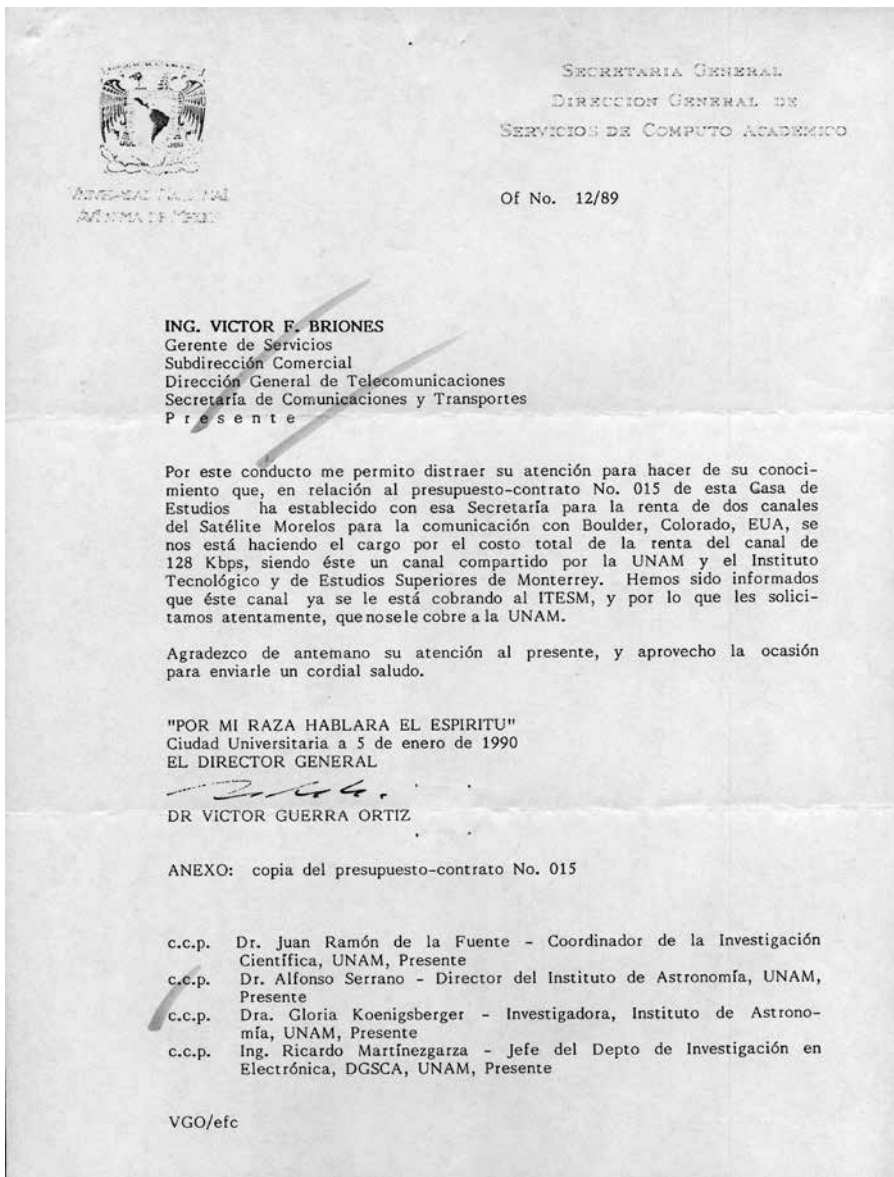 SECRETARIA GENERAL
DIRECCION GENERAL DE
SERVICIOS DE COMPUTO ACADEMICO
Of No. 12/89
ING. VICTOR F. BRIONES
Gerente de Servicios
Subdirección Comercial
Dirección General de Telecomunicaciones
Secretaría de Comunicaciones y Transportes
P r e s e n t e
Por este conducto me permito distraer su atención para hacer de su conoci-
miento que, en relación al presupuesto-contrato No. 015 de esta Casa de
Estudios ha establecido con esa Secretaría para la renta de dos canales
del Satélite Morelos para la comunicación con Boulder, Colorado, EUA, se
nos está haciendo el cargo por el costo total de la renta del canal de
128 Kbps, siendo éste un canal compartido por la UNAM y el Instituto
Tecnológico y de Estudios Superiores de Monterrey. Hemos sido informados
que éste canal ya se le está cobrando al ITESM, y por lo que les solici-
tamos atentamente, que nosele cobre a la UNAM.
Agradezco de antemano su atención al presente, y aprovecho la ocasión
para enviarle un cordial saludo.
"POR MI RAZA HABLARA EL ESPIRITU"
Ciudad Universitaria a 5 de enero de 1990
EL DIRECTOR GENERAL
DR VICTOR GUERRA ORTIZ
ANEXO: copia del presupuesto-contrato No. 015
c.c.p. Dr. Juan Ramón de la Fuente - Coordinador de la Investigación
Científica, UNAM, Presente
c.c.p. Dr. Alfonso Serrano - Director del Instituto de Astronomía, UNAM,
Presente
c.c.p. Dra. Gloria Koenigsberger - Investigadora, Instituto de Astrono-
mía, UNAM, Presente
c.c.p. Ing. Ricardo Martínezgarza - Jefe del Depto de Investigación en
Electrónica, DGSCA, UNAM, Presente
VGO/efc